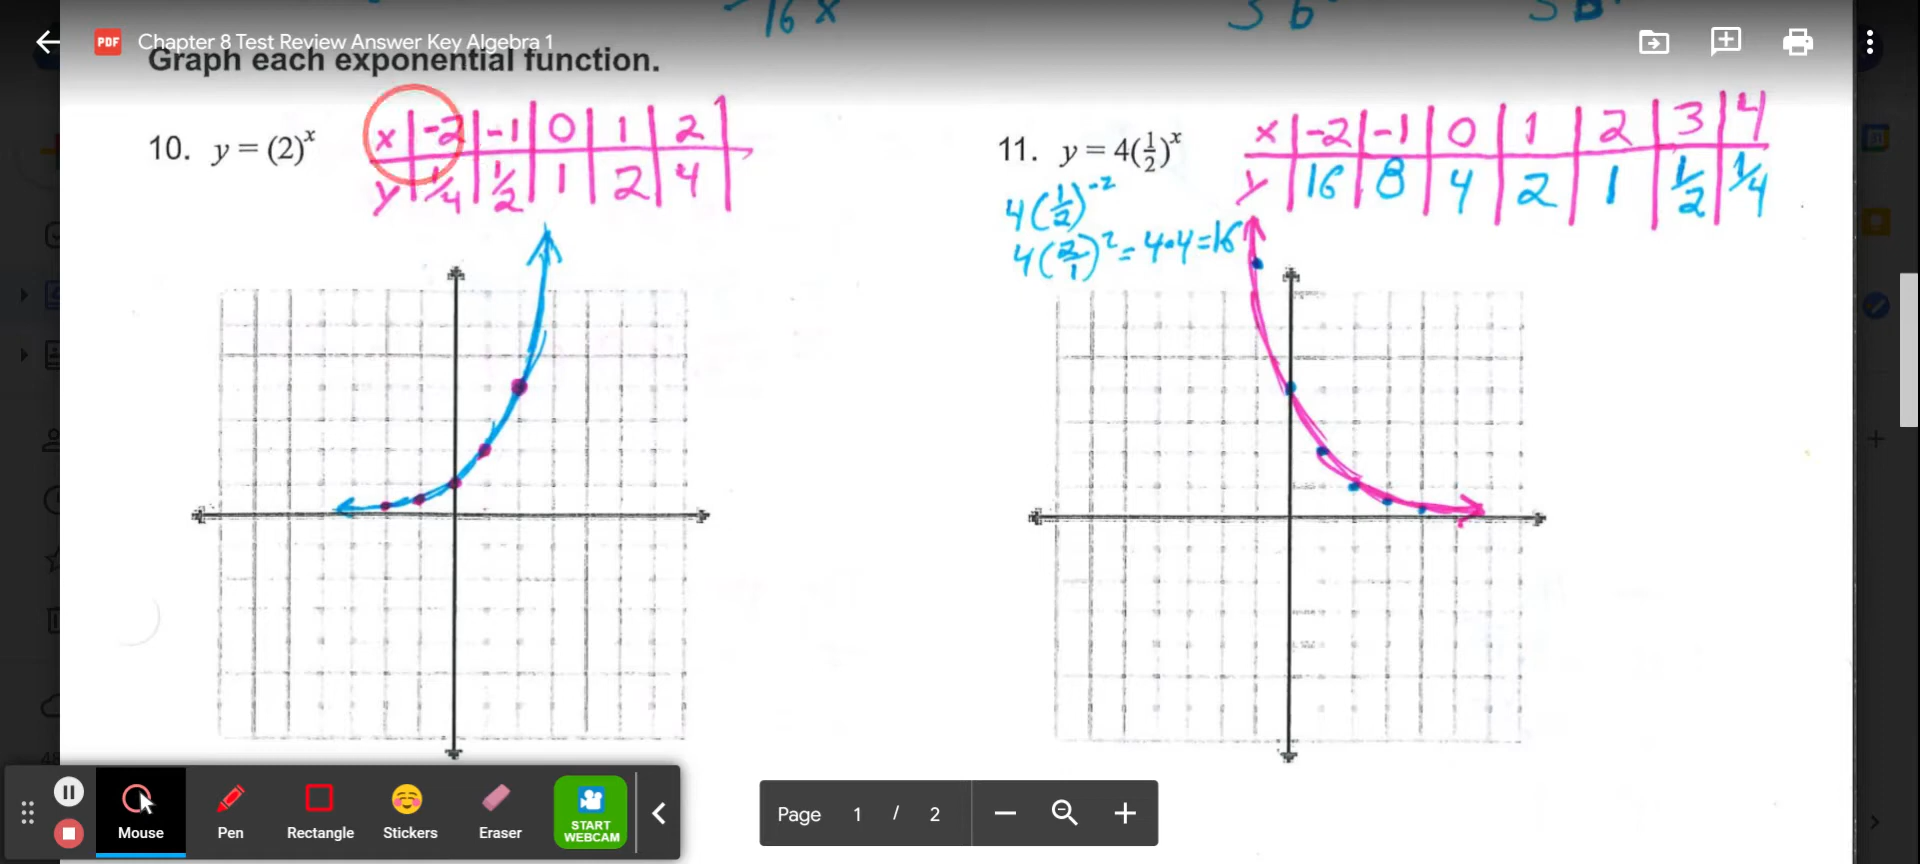 16 x
PDF Chapter 8 Test Review Answer Key Algebra 1
Graph each exponential function.
10. y = (2)^x
x | -2 | -1 | 0 | 1 | 2
y | 1/4 | 1/2 | 1 | 2 | 4
11. y = 4(1/2)^x
x | -2 | -1 | 0 | 1 | 2 | 3 | 4
y | 16 | 8 | 4 | 2 | 1 | 1/2 | 1/4
4(1/2)^-2
4(2/1)^2 = 4·4=16
Mouse
Pen
Rectangle
Stickers
Eraser
START
WEBCAM
Page 1 / 2